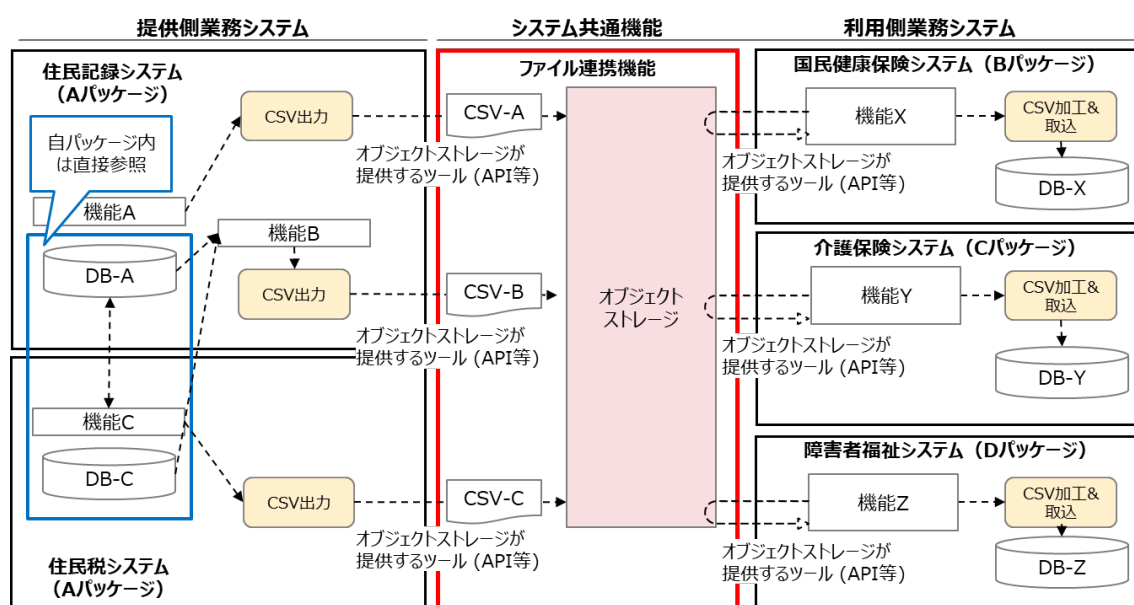 提供側業務システム
システム共通機能
利用側業務システム
住民記録システム
(Aパッケージ)
自パッケージ内
は直接参照
機能A
DB-A
CSV出力
機能B
CSV出力
機能C
DB-C
CSV出力
住民税システム
(Aパッケージ)
ファイル連携機能
CSV-A
オブジェクトストレージが
提供するツール (API等)
CSV-B
オブジェクトストレージが
提供するツール (API等)
CSV-C
オブジェクトストレージが
提供するツール (API等)
オブジェクト
ストレージ
国民健康保険システム (Bパッケージ)
機能X
CSV加工&
取込
DB-X
オブジェクトストレージが
提供するツール (API等)
介護保険システム (Cパッケージ)
機能Y
CSV加工&
取込
DB-Y
オブジェクトストレージが
提供するツール (API等)
障害者福祉システム (Dパッケージ)
機能Z
CSV加工&
取込
DB-Z
オブジェクトストレージが
提供するツール (API等)